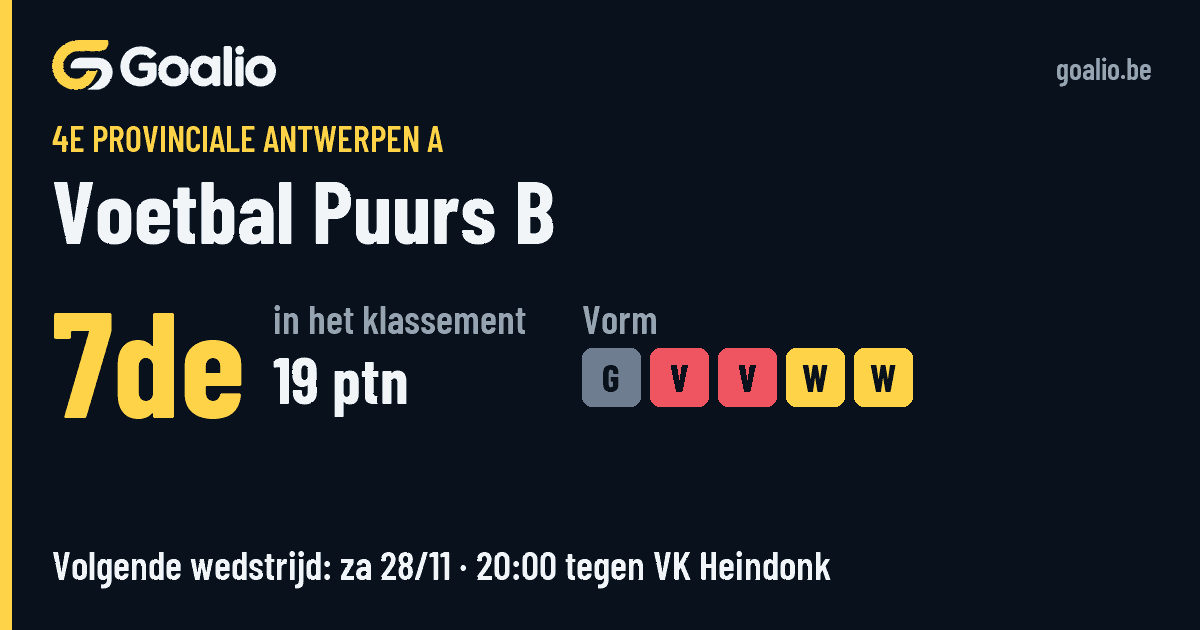 Goalio
goalio.be
4E PROVINCIALE ANTWERPEN A
Voetbal Puurs B
7de
in het klassement
19 ptn
Vorm
G V V W W
Volgende wedstrijd: za 28/11 · 20:00 tegen VK Heindonk